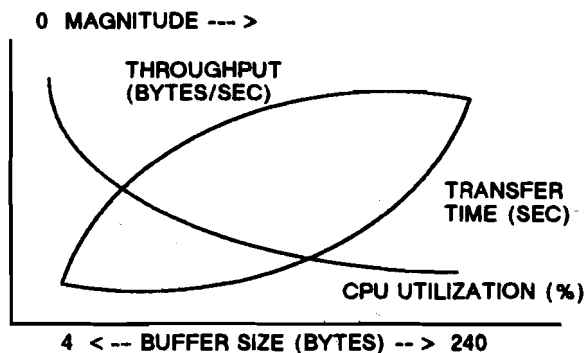 0 MAGNITUDE --- >
THROUGHPUT
(BYTES/SEC)
TRANSFER
TIME (SEC)
CPU UTILIZATION (%)
4 < -- BUFFER SIZE (BYTES) -- > 240